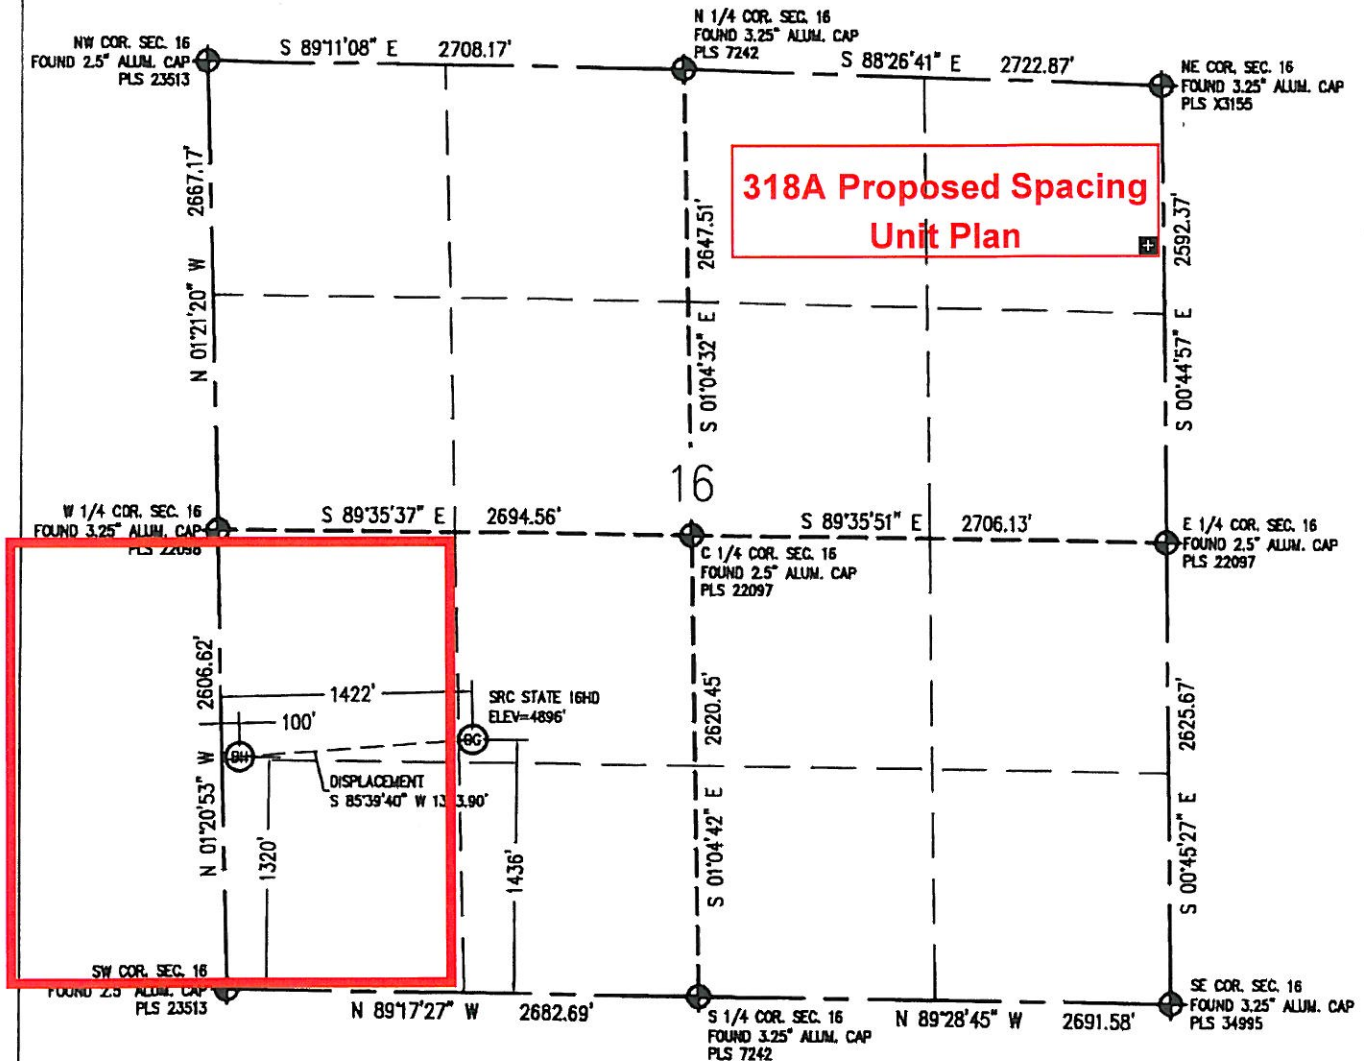 N 1/4 COR. SEC. 16
FOUND 3.25" ALUM. CAP
PLS 7242
NW COR. SEC. 16
FOUND 2.5" ALUM. CAP
PLS 23513
S 89°11'08" E 2708.17'
S 88°26'41" E 2722.87'
NE COR. SEC. 16
FOUND 3.25" ALUM. CAP
PLS X3155
318A Proposed Spacing
Unit Plan
N 01°21'20" W 2667.17'
S 01°04'32" E 2647.51'
S 00°44'57" E 2592.37'
16
W 1/4 COR. SEC. 16
FOUND 3.25" ALUM. CAP
PLS 22098
S 89°35'37" E 2694.56'
S 89°35'51" E 2706.13'
C 1/4 COR. SEC. 16
FOUND 2.5" ALUM. CAP
PLS 22097
E 1/4 COR. SEC. 16
FOUND 2.5" ALUM. CAP
PLS 22097
N 01°20'53" W 2606.62'
1422'
100'
SRC STATE 16HD
ELEV=4896'
BH
BG
DISPLACEMENT
S 85°39'40" W
1320'
1436'
S 01°04'42" E 2620.45'
S 00°45'27" E 2625.67'
SW COR. SEC. 16
FOUND 2.5" ALUM. CAP
PLS 23513
N 89°17'27" W 2682.69'
S 1/4 COR. SEC. 16
FOUND 3.25" ALUM. CAP
PLS 7242
N 89°28'45" W 2691.58'
SE COR. SEC. 16
FOUND 3.25" ALUM. CAP
PLS 34995